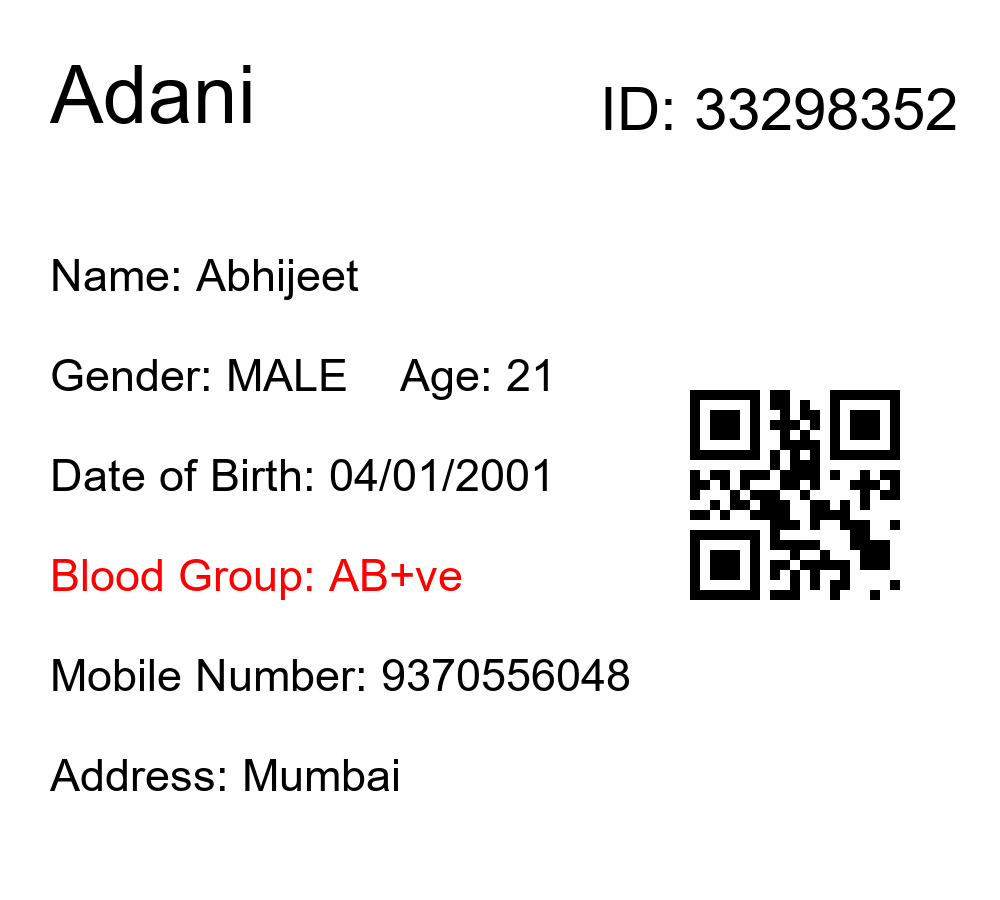 Adani
ID: 33298352
Name: Abhijeet
Gender: MALE Age: 21
Date of Birth: 04/01/2001
Blood Group: AB+ve
Mobile Number: 9370556048
Address: Mumbai